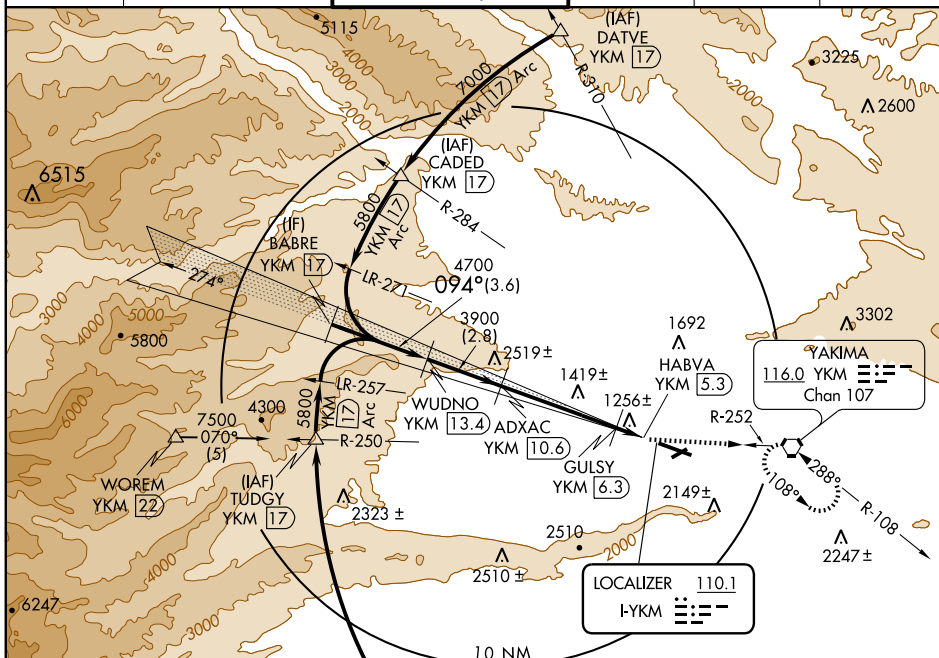 5115
(IAF)
DATVE
YKM 17
3225
2600
R-310
7000
YKM 17 Arc
2000
3000
2000
(IAF)
CADED
YKM 17
6515
R-284
5800
YKM 17
Arc
(IF)
BABRE
YKM 17
274°
LR-271
4700
094° (3.6)
3900
(2.8)
3000
4000
5000
5800
2519±
1692
3302
HABVA
YKM 5.3
YAKIMA
116.0 YKM
Chan 107
1419±
1256±
LR-257
WUDNO
YKM 13.4
ADXAC
YKM 10.6
GULSY
YKM 6.3
R-252
6000
7500
070°
(5)
4300
5800
YKM
17
Arc
R-250
WOREM
YKM 22
(IAF)
TUDGY
YKM 17
2323 ±
2149±
108°
288°
R-108
2510
2000
2510 ±
2247 ±
4000
LOCALIZER 110.1
I-YKM
6247
3000
10 NM